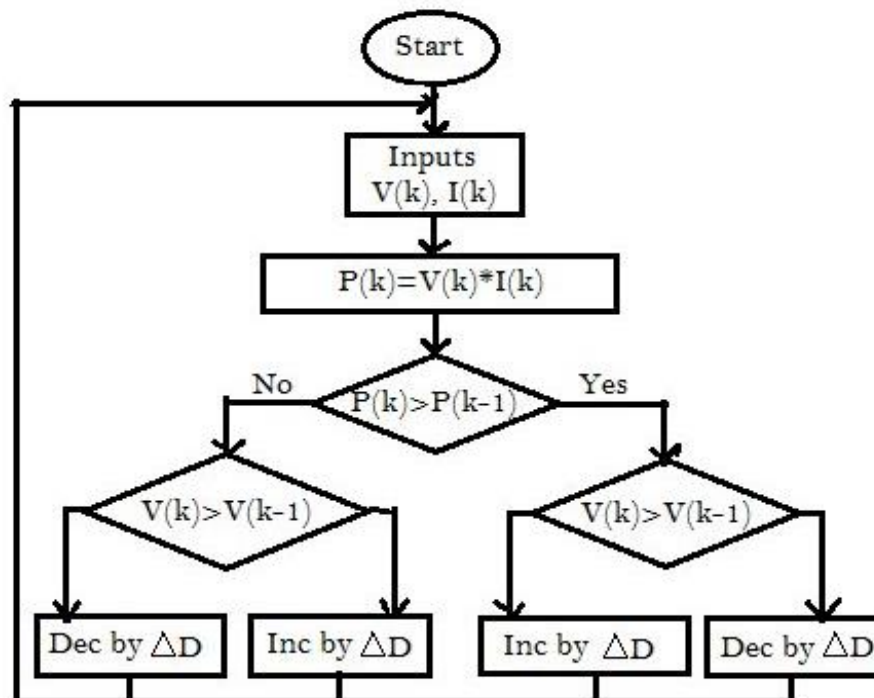 Start
Inputs
V(k), I(k)
P(k)=V(k)*I(k)
No
P(k)>P(k-1)
Yes
V(k)>V(k-1)
V(k)>V(k-1)
Dec by △D
Inc by △D
Inc by △D
Dec by △D